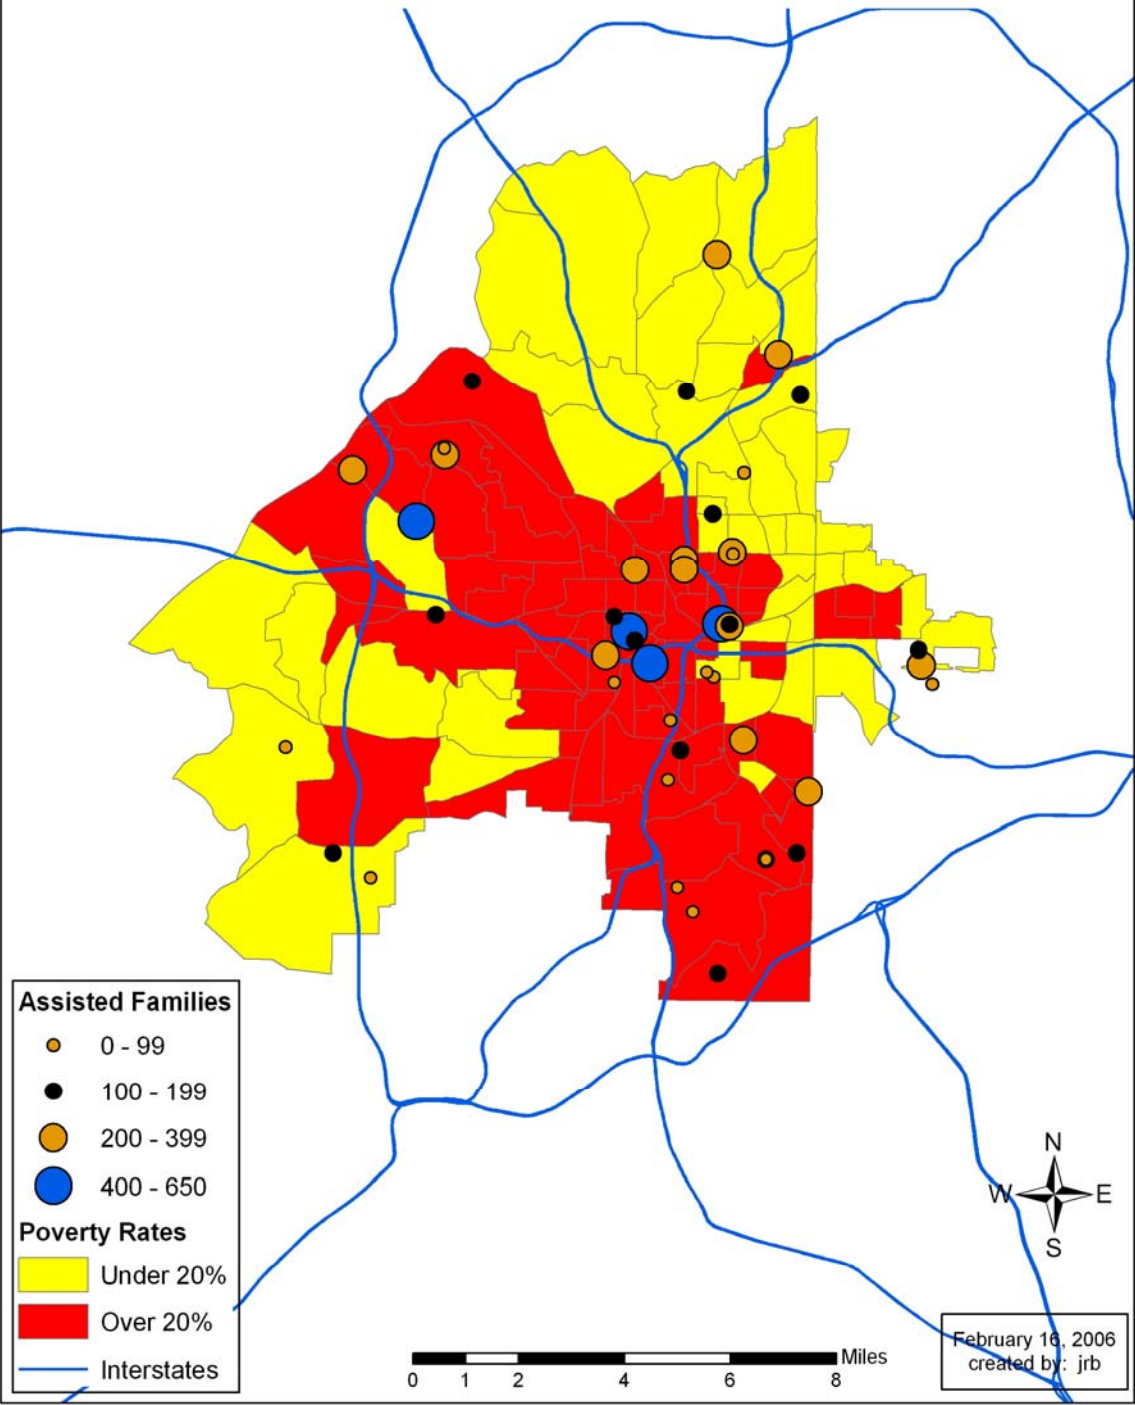 Assisted Families
0 - 99
100 - 199
200 - 399
400 - 650
Poverty Rates
Under 20%
Over 20%
Interstates
0 1 2 4 6 8 Miles
N
W E
S
February 16, 2006
created by: jrb